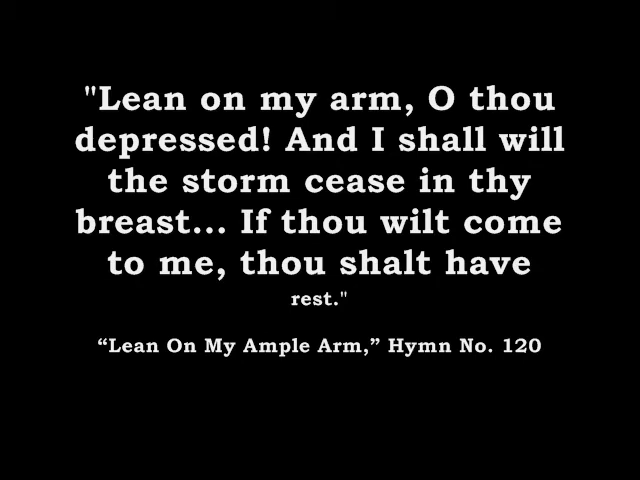 "Lean on my arm, O thou
depressed! And I shall will
the storm cease in thy
breast... If thou wilt come
to me, thou shalt have
rest."
“Lean On My Ample Arm,” Hymn No. 120